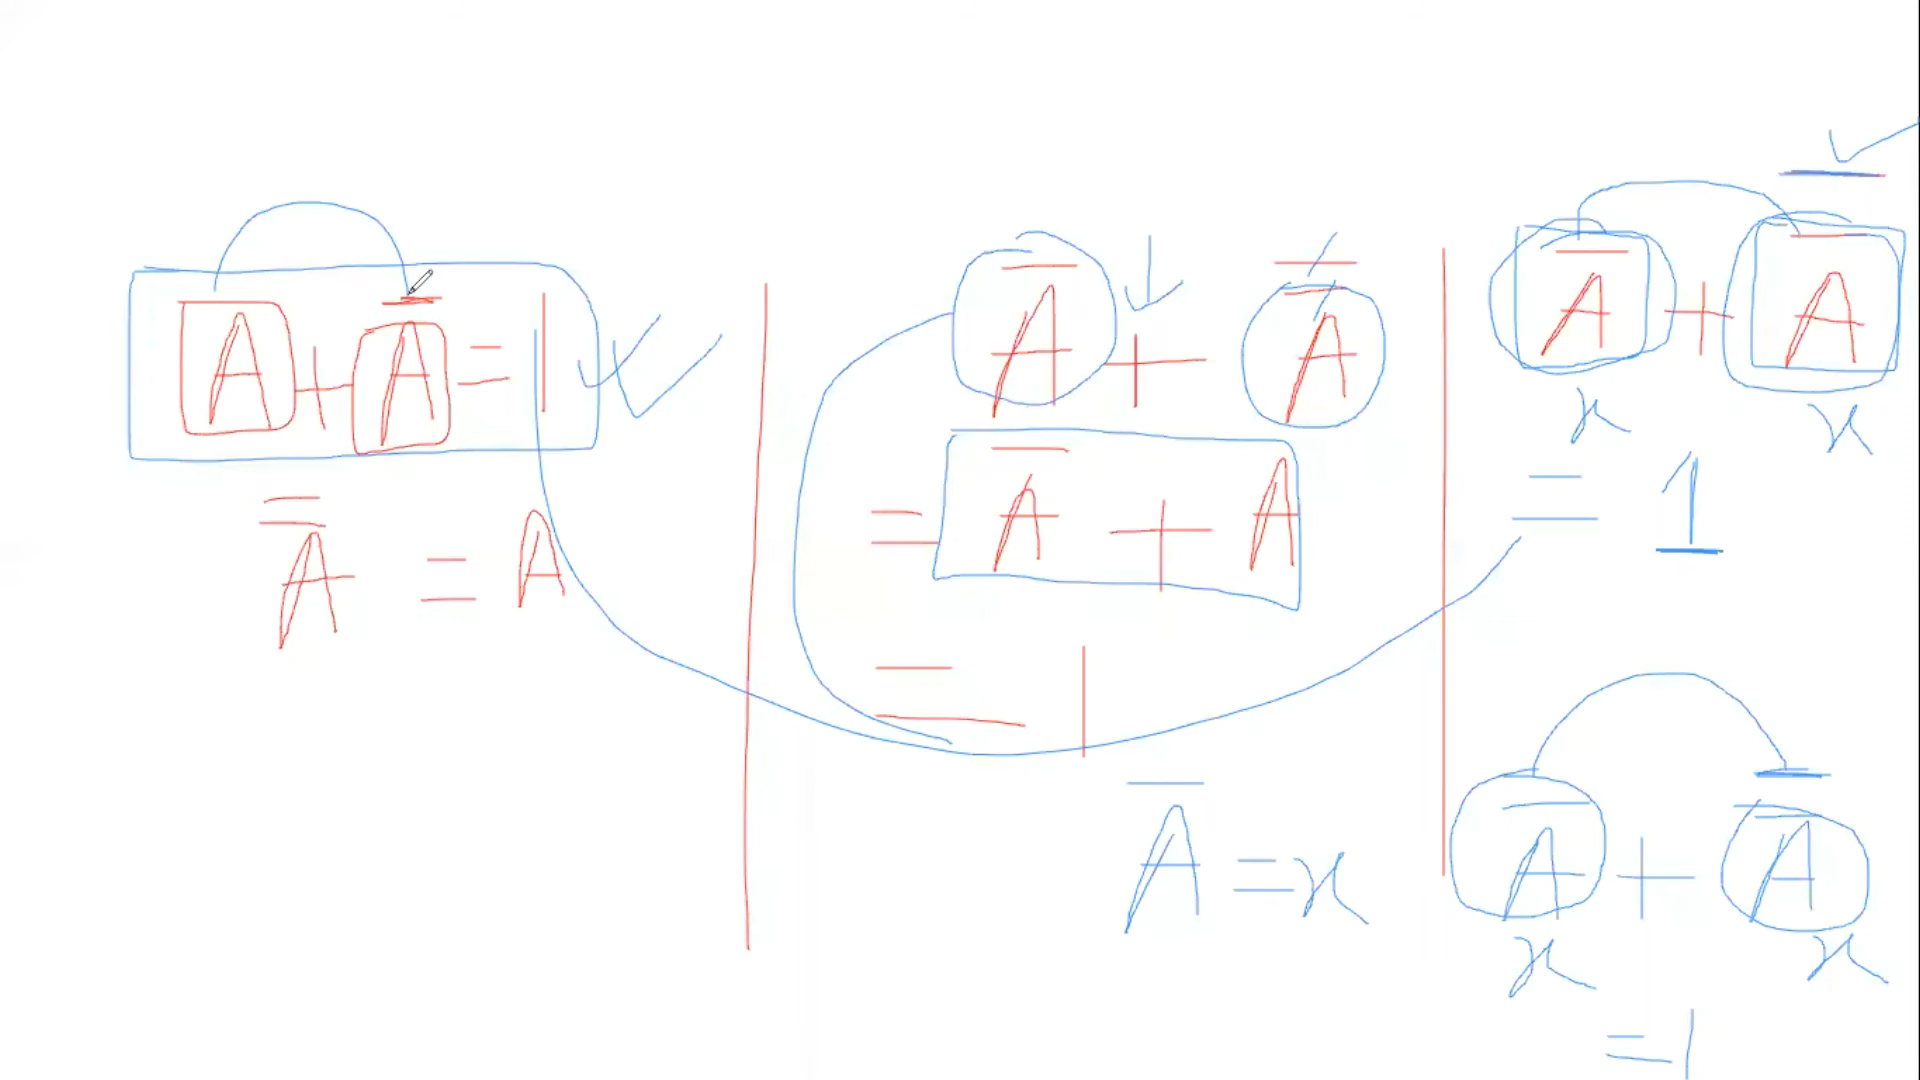 A + A̅ = 1
A̿ = A
A̅ + A̿
= A̅ + A
= 1
A̅ = x
A̅ + A̿
x x
= 1
A̅ + A̿
x x
= 1